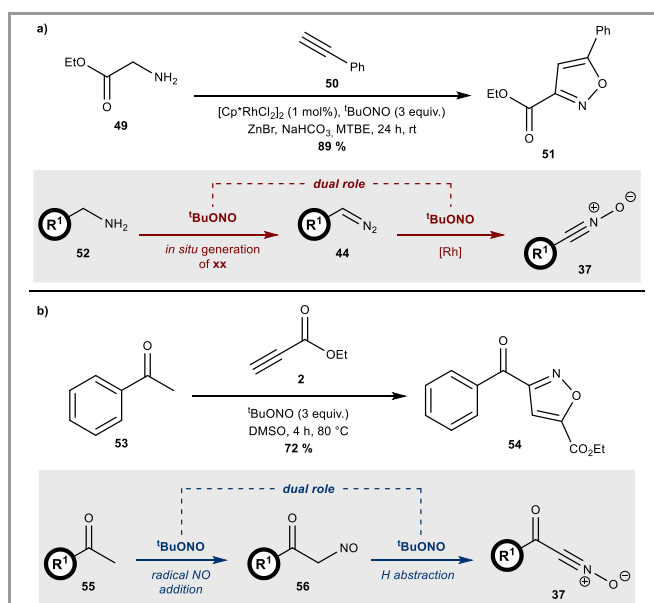 a)
EtO
O
NH2
49
Ph
50
[Cp*RhCl2]2 (1 mol%), tBuONO (3 equiv.)
ZnBr, NaHCO3, MTBE, 24 h, rt
89 %
Ph
O
N
EtO
O
51
dual role
R1
NH2
52
tBuONO
in situ generation
of xx
R1
N2
44
tBuONO
[Rh]
R1
N
O
⊕
⊖
37
b)
O
53
O
OEt
2
tBuONO (3 equiv.)
DMSO, 4 h, 80 °C
72 %
O
N
O
CO2Et
54
dual role
O
R1
55
tBuONO
radical NO
addition
O
R1
NO
56
tBuONO
H abstraction
O
R1
N
⊕
O
⊖
37